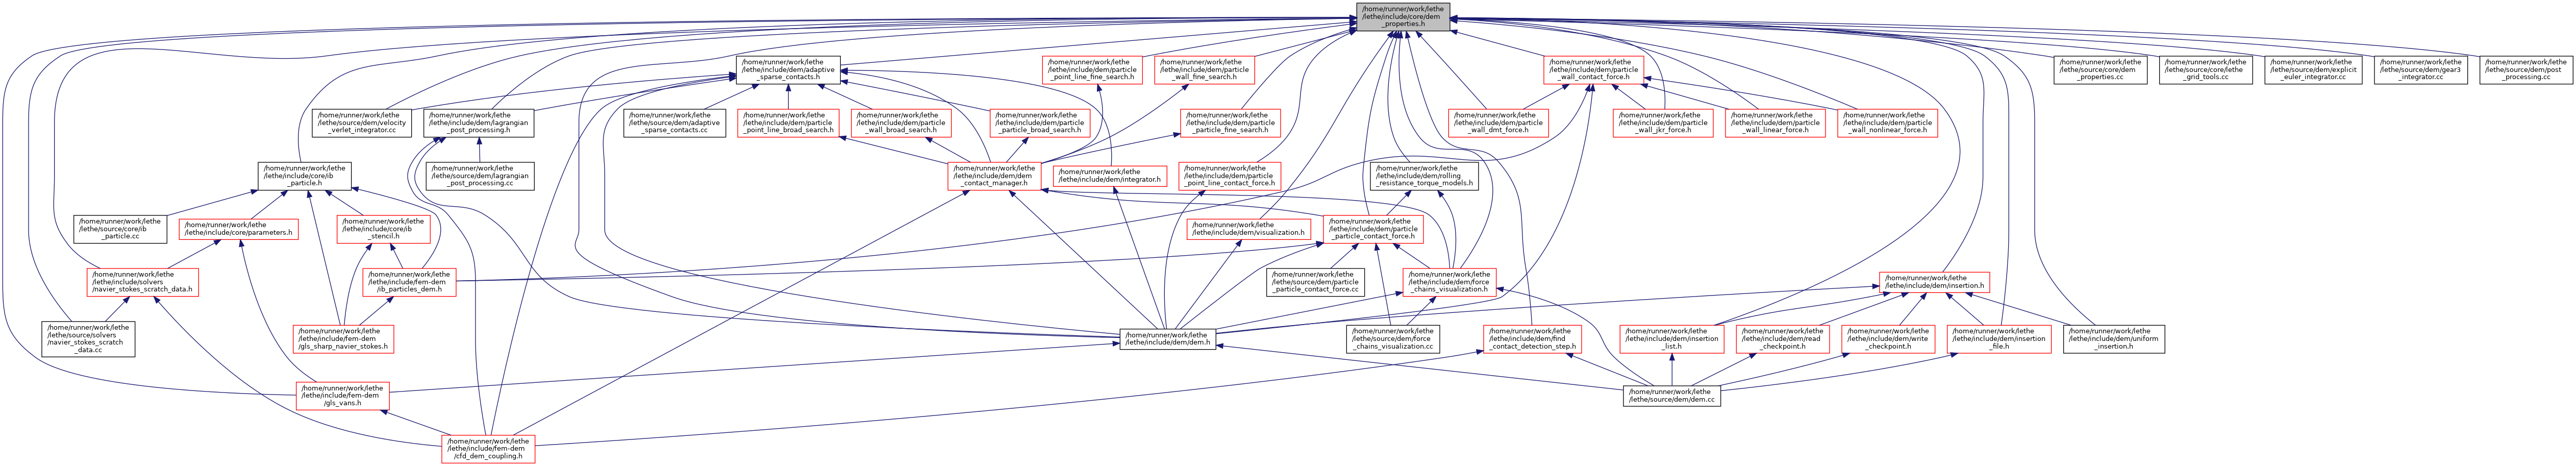 /home/runner/work/lethe
/lethe/include/core/dem
_properties.h
/home/runner/work/lethe
/lethe/include/dem/adaptive
_sparse_contacts.h
/home/runner/work/lethe
/lethe/include/dem/particle
_point_line_fine_search.h
/home/runner/work/lethe
/lethe/include/dem/particle
_wall_fine_search.h
/home/runner/work/lethe
/lethe/include/dem/particle
_wall_contact_force.h
/home/runner/work/lethe
/lethe/source/core/dem
_properties.cc
/home/runner/work/lethe
/lethe/source/core/lethe
_grid_tools.cc
/home/runner/work/lethe
/lethe/source/dem/explicit
_euler_integrator.cc
/home/runner/work/lethe
/lethe/source/dem/gear3
_integrator.cc
/home/runner/work/lethe
/lethe/source/dem/post
_processing.cc
/home/runner/work/lethe
/lethe/source/dem/velocity
_verlet_integrator.cc
/home/runner/work/lethe
/lethe/include/dem/lagrangian
_post_processing.h
/home/runner/work/lethe
/lethe/source/dem/adaptive
_sparse_contacts.cc
/home/runner/work/lethe
/lethe/include/dem/particle
_point_line_broad_search.h
/home/runner/work/lethe
/lethe/include/dem/particle
_wall_broad_search.h
/home/runner/work/lethe
/lethe/include/dem/particle
_particle_broad_search.h
/home/runner/work/lethe
/lethe/include/dem/particle
_particle_fine_search.h
/home/runner/work/lethe
/lethe/include/dem/particle
_wall_dmt_force.h
/home/runner/work/lethe
/lethe/include/dem/particle
_wall_jkr_force.h
/home/runner/work/lethe
/lethe/include/dem/particle
_wall_linear_force.h
/home/runner/work/lethe
/lethe/include/dem/particle
_wall_nonlinear_force.h
/home/runner/work/lethe
/lethe/include/core/ib
_particle.h
/home/runner/work/lethe
/lethe/source/dem/lagrangian
_post_processing.cc
/home/runner/work/lethe
/lethe/include/dem/dem
_contact_manager.h
/home/runner/work/lethe
/lethe/include/dem/integrator.h
/home/runner/work/lethe
/lethe/include/dem/particle
_point_line_contact_force.h
/home/runner/work/lethe
/lethe/include/dem/rolling
_resistance_torque_models.h
/home/runner/work/lethe
/lethe/source/core/ib
_particle.cc
/home/runner/work/lethe
/lethe/include/core/parameters.h
/home/runner/work/lethe
/lethe/include/core/ib
_stencil.h
/home/runner/work/lethe
/lethe/include/dem/visualization.h
/home/runner/work/lethe
/lethe/include/dem/particle
_particle_contact_force.h
/home/runner/work/lethe
/lethe/include/solvers
/navier_stokes_scratch_data.h
/home/runner/work/lethe
/lethe/include/fem-dem
/ib_particles_dem.h
/home/runner/work/lethe
/lethe/source/dem/particle
_particle_contact_force.cc
/home/runner/work/lethe
/lethe/include/dem/force
_chains_visualization.h
/home/runner/work/lethe
/lethe/include/dem/insertion.h
/home/runner/work/lethe
/lethe/source/solvers
/navier_stokes_scratch
_data.cc
/home/runner/work/lethe
/lethe/include/fem-dem
/gls_sharp_navier_stokes.h
/home/runner/work/lethe
/lethe/include/dem/dem.h
/home/runner/work/lethe
/lethe/source/dem/force
_chains_visualization.cc
/home/runner/work/lethe
/lethe/include/dem/find
_contact_detection_step.h
/home/runner/work/lethe
/lethe/include/dem/insertion
_list.h
/home/runner/work/lethe
/lethe/include/dem/read
_checkpoint.h
/home/runner/work/lethe
/lethe/include/dem/write
_checkpoint.h
/home/runner/work/lethe
/lethe/include/dem/insertion
_file.h
/home/runner/work/lethe
/lethe/include/dem/uniform
_insertion.h
/home/runner/work/lethe
/lethe/include/fem-dem
/gls_vans.h
/home/runner/work/lethe
/lethe/source/dem/dem.cc
/home/runner/work/lethe
/lethe/include/fem-dem
/cfd_dem_coupling.h